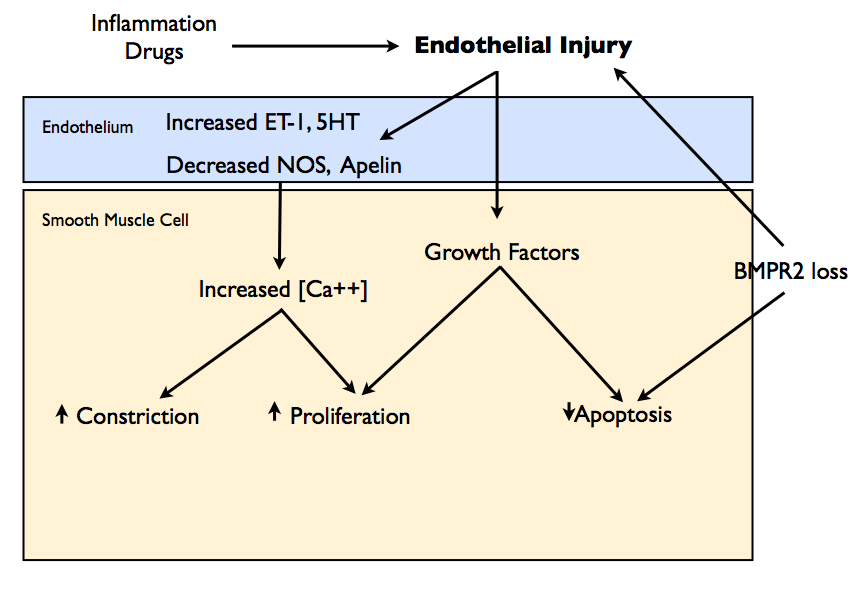 Inflammation
Drugs
Endothelial Injury
Endothelium
Increased ET-1, 5HT
Decreased NOS, Apelin
Smooth Muscle Cell
Growth Factors
BMPR2 loss
Increased [Ca++]
Constriction
Proliferation
Apoptosis